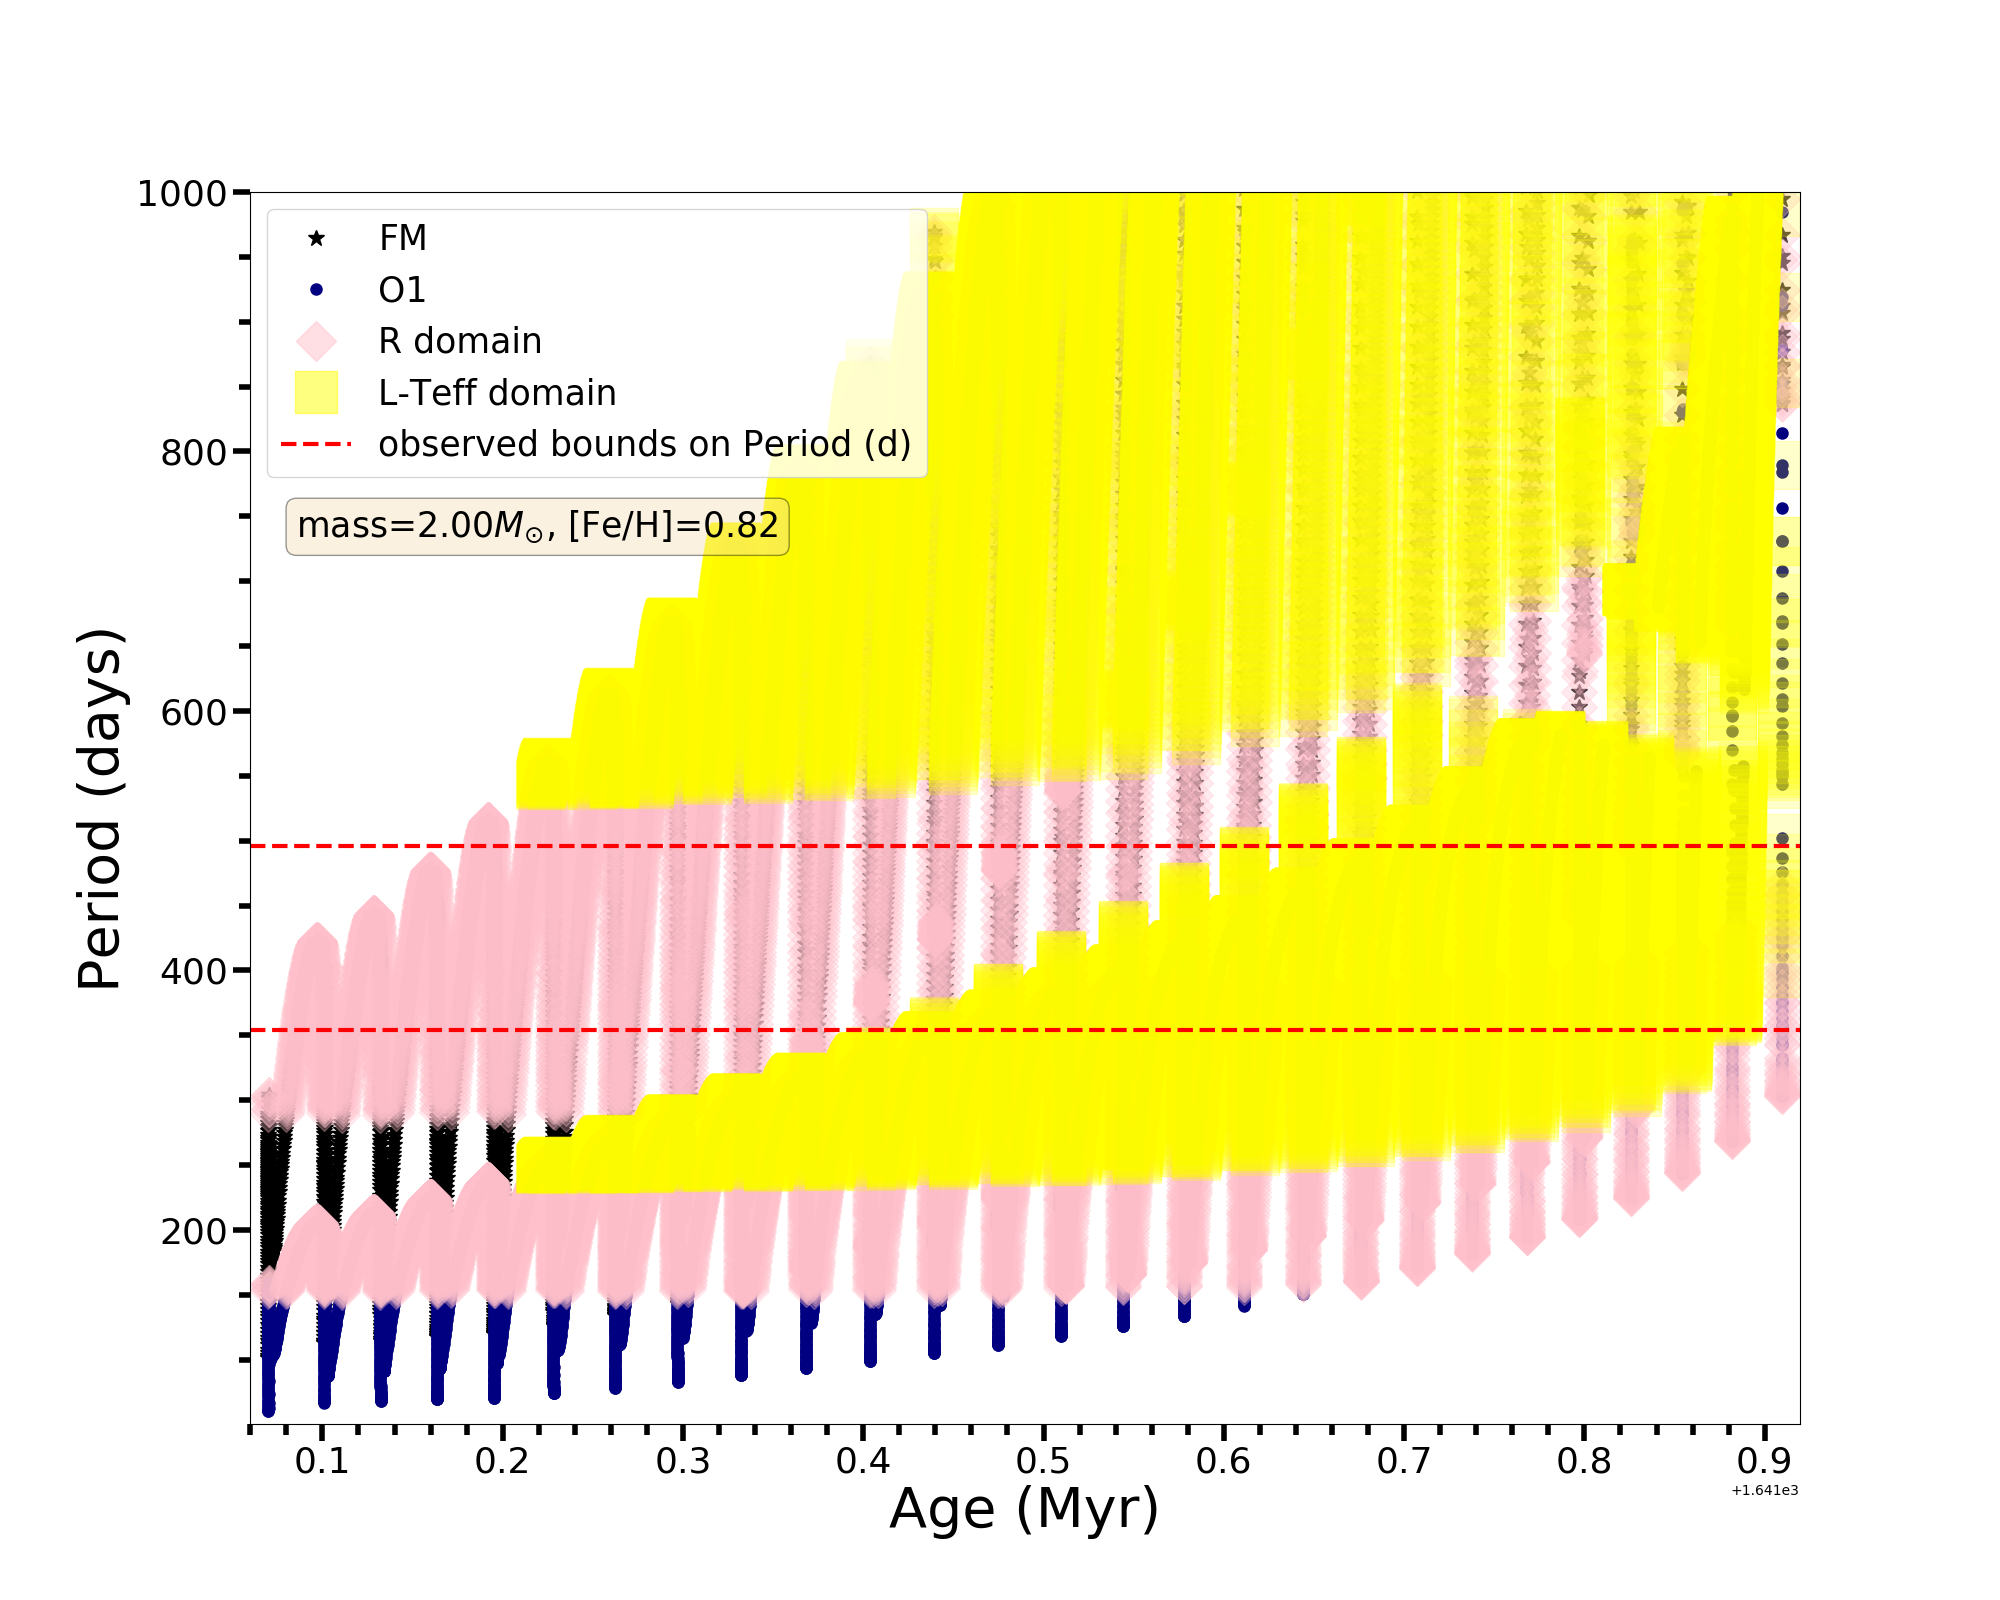 1000
800
600
400
200
Period (days)
FM
O1
R domain
L-Teff domain
observed bounds on Period (d)
mass=2.00M⊙, [Fe/H]=0.82
0.1 0.2 0.3 0.4 0.5 0.6 0.7 0.8 0.9
+1.641e3
Age (Myr)